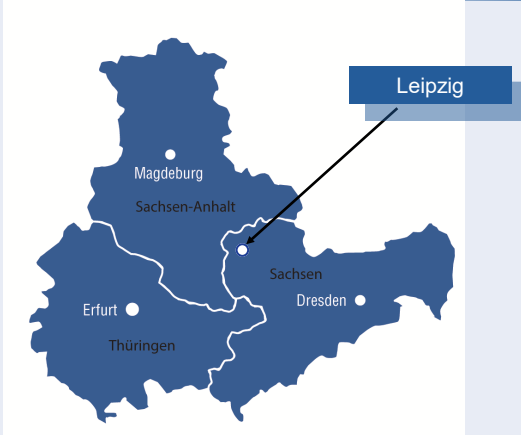 Leipzig
Magdeburg
Sachsen-Anhalt
Sachsen
Dresden
Erfurt
Thüringen